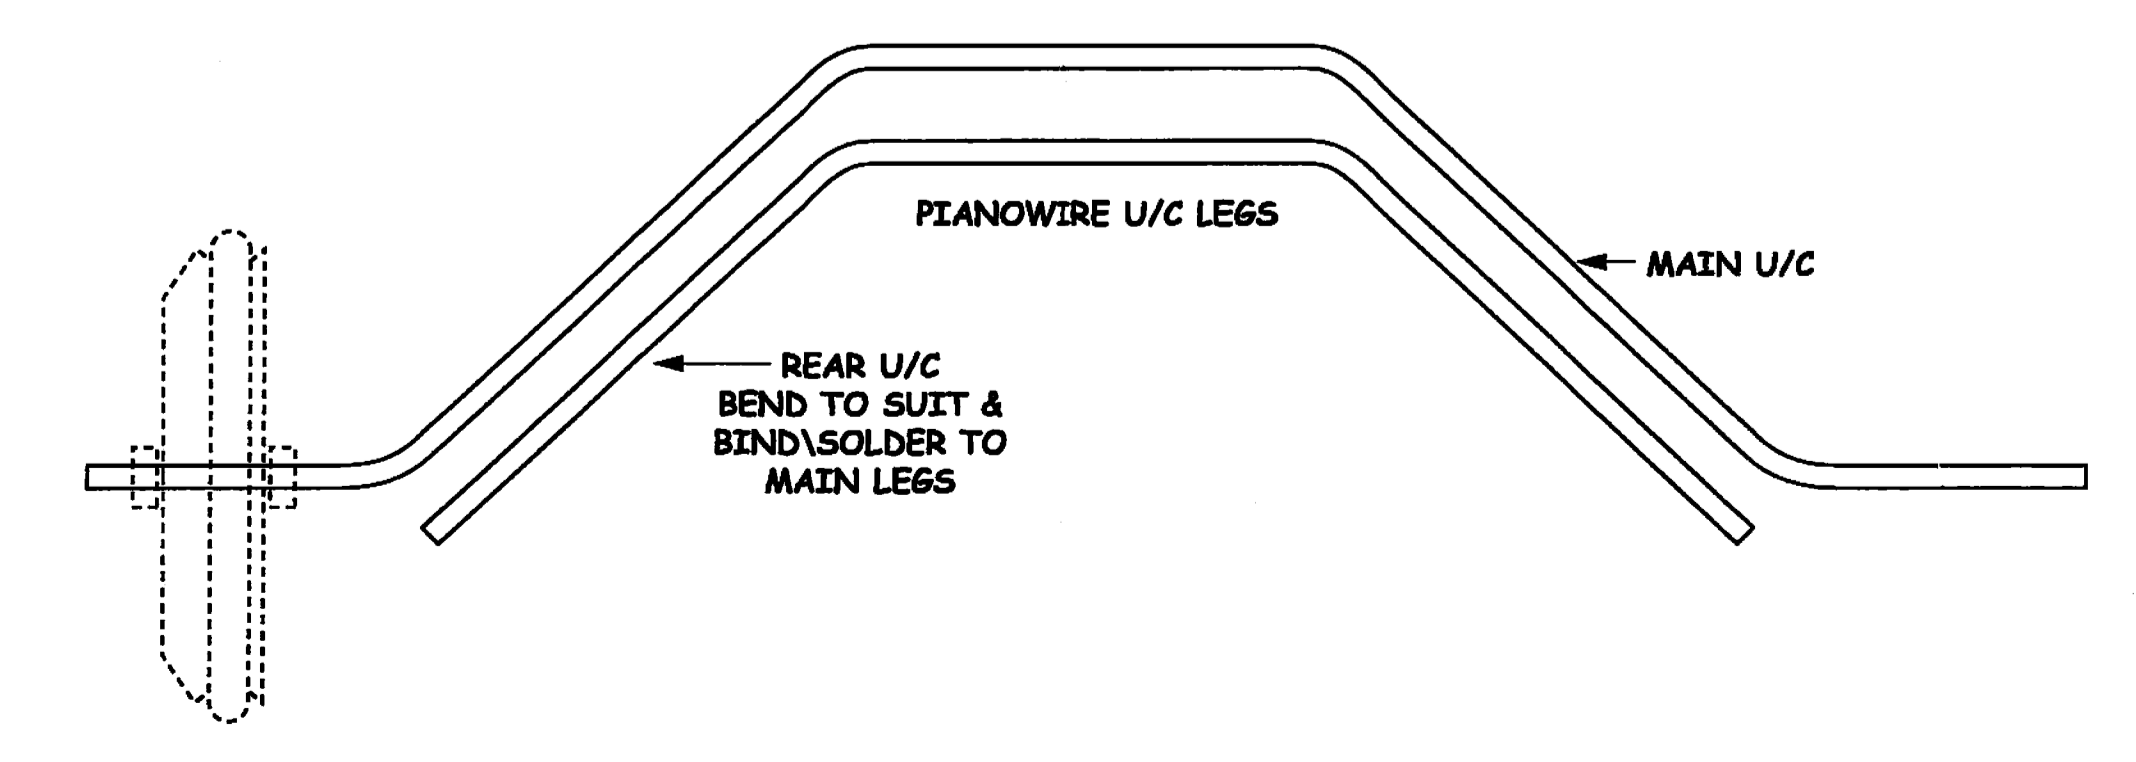 PIANOWIRE U/C LEGS
MAIN U/C
REAR U/C
BEND TO SUIT &
BIND\SOLDER TO
MAIN LEGS